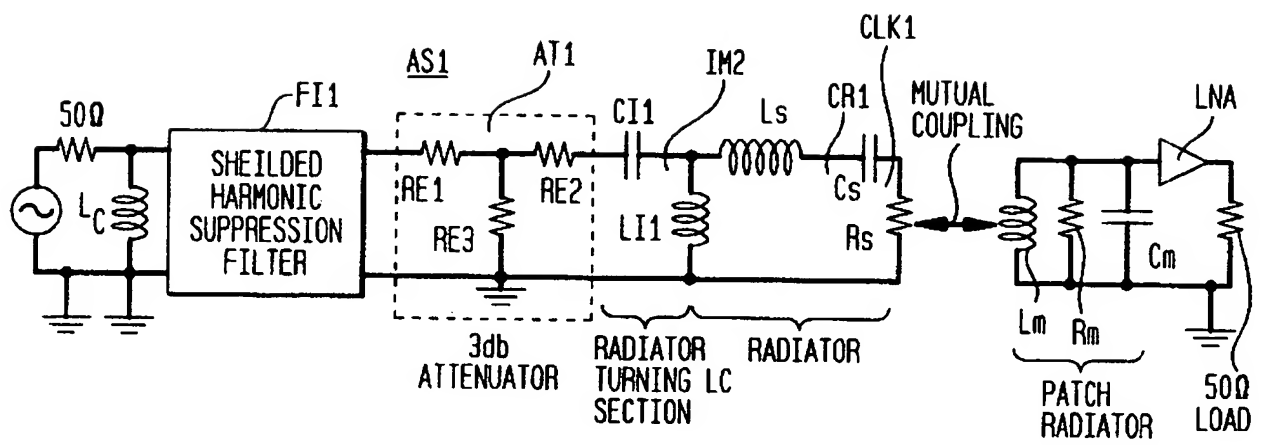 CLK1
AT1
AS1
IM2
LNA
FI1
CI1
Ls
CR1
MUTUAL
COUPLING
50Ω
SHEILDED
HARMONIC
SUPPRESSION
FILTER
LC
RE1
RE2
RE3
LI1
Cs
Rs
Cm
Lm
Rm
3db
ATTENUATOR
RADIATOR
TURNING LC
SECTION
RADIATOR
PATCH
RADIATOR
50Ω
LOAD